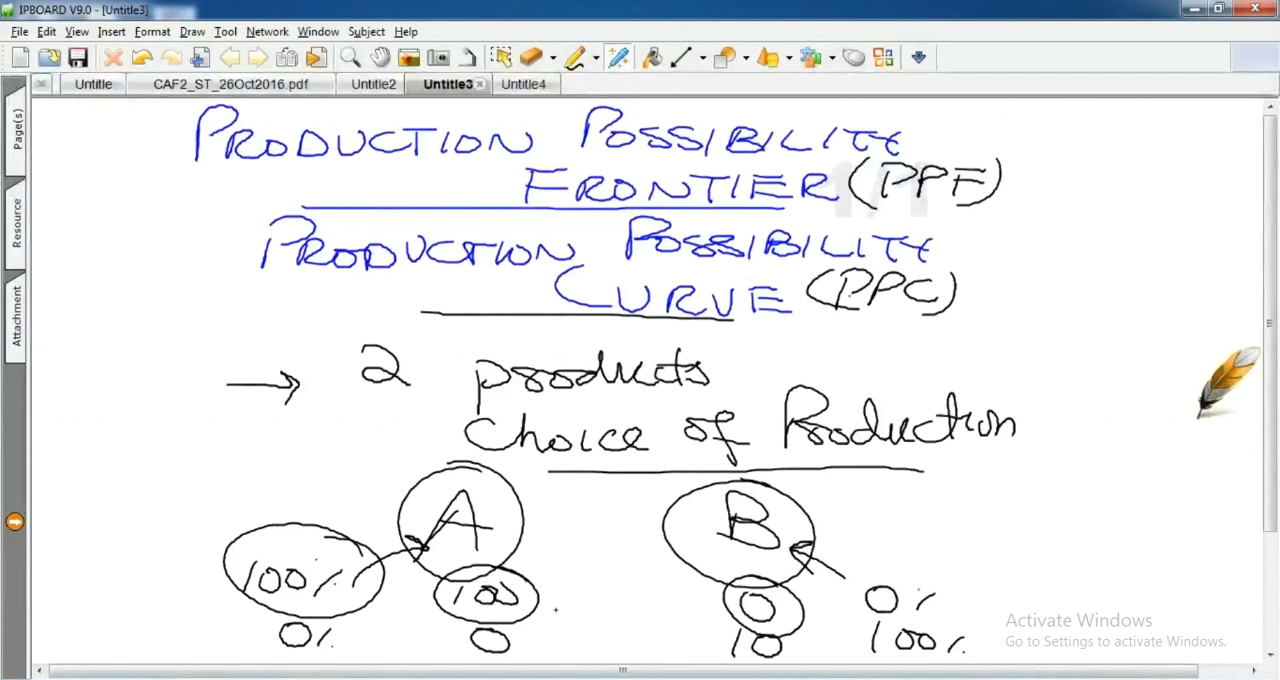 IPBOARD V9.0 - [Untitle3]
File Edit View Insert Format Draw Tool Network Window Subject Help
Untitle CAF2_ST_26Oct2016.pdf Untitle2 Untitle3 Untitle4
Page(s)
Resource
Attachment
PRODUCTION POSSIBILITY
FRONTIER (PPF)
1/1
PRODUCTION POSSIBILITY
CURVE (PPC)
→ 2 products
choice of Production
A B
100% 100 0 0%
0% 0 10 100%
Activate Windows
Go to Settings to activate Windows.